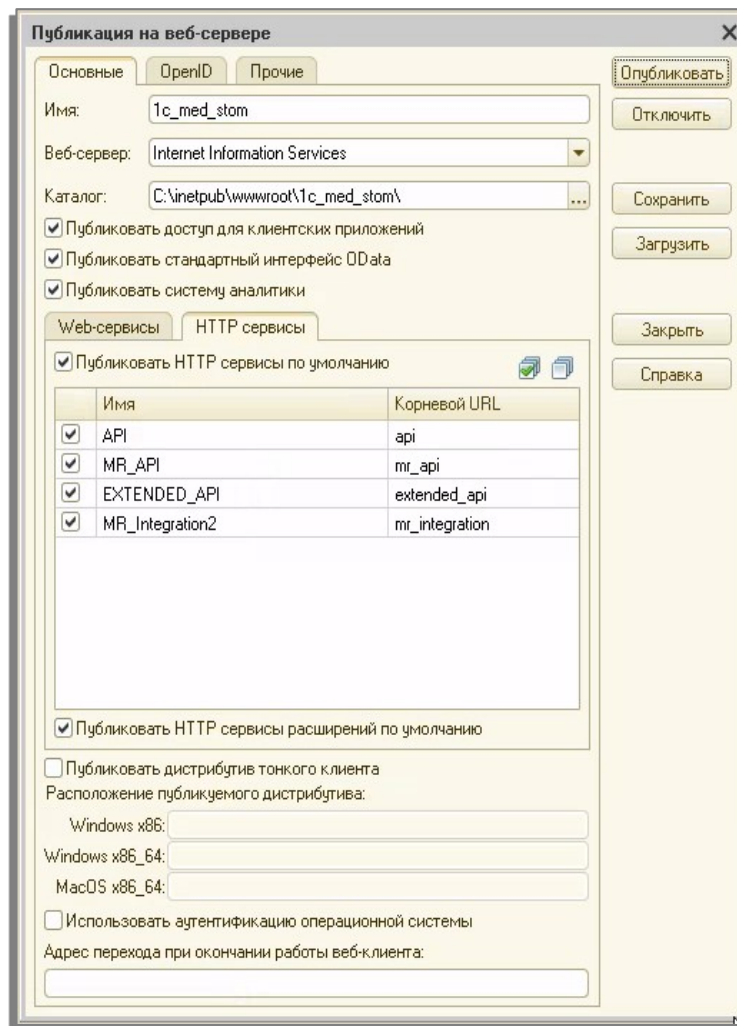 Публикация на веб-сервере
Основные OpenID Прочие
Опубликовать
Имя: 1c_med_stom
Отключить
Веб-сервер: Internet Information Services
Каталог: C:\inetpub\wwwroot\1c_med_stom\ ...
Сохранить
Публиковать доступ для клиентских приложений
Публиковать стандартный интерфейс OData
Загрузить
Публиковать систему аналитики
Web-сервисы HTTP сервисы
Закрыть
Публиковать HTTP сервисы по умолчанию
Справка
Имя Корневой URL
API api
MR_API mr_api
EXTENDED_API extended_api
MR_Integration2 mr_integration
Публиковать HTTP сервисы расширений по умолчанию
Публиковать дистрибутив тонкого клиента
Расположение публикуемого дистрибутива:
Windows x86:
Windows x86_64:
MacOS x86_64:
Использовать аутентификацию операционной системы
Адрес перехода при окончании работы веб-клиента: